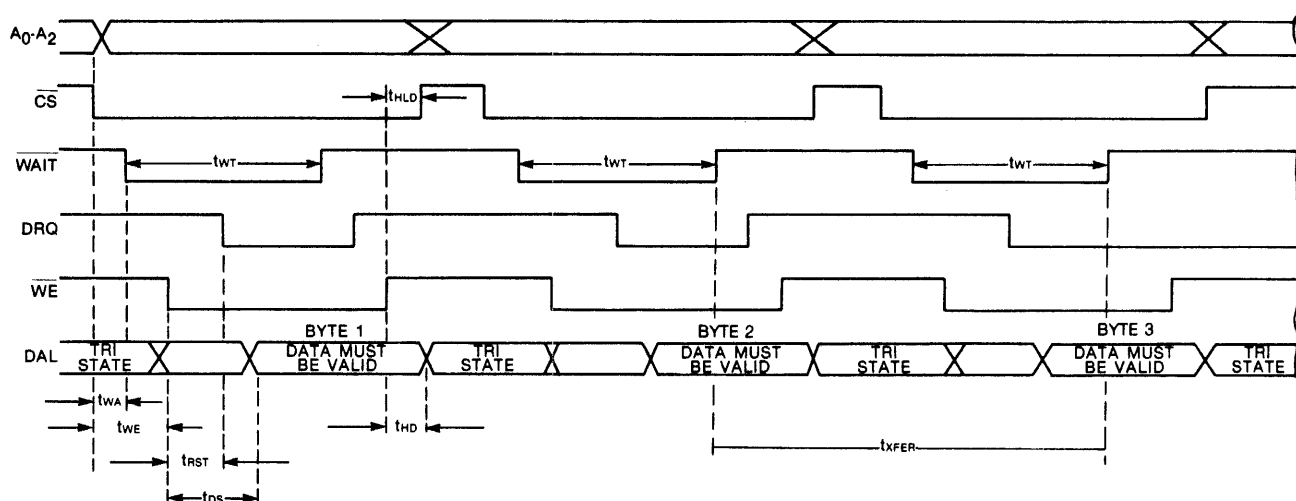 A0-A2
CS
tHLD
WAIT
tWT
tWT
tWT
DRQ
WE
BYTE 1
BYTE 2
BYTE 3
DAL
TRI STATE
DATA MUST BE VALID
TRI STATE
DATA MUST BE VALID
TRI STATE
DATA MUST BE VALID
TRI STATE
tWA
tWE
tHD
tXFER
tRST
tDS